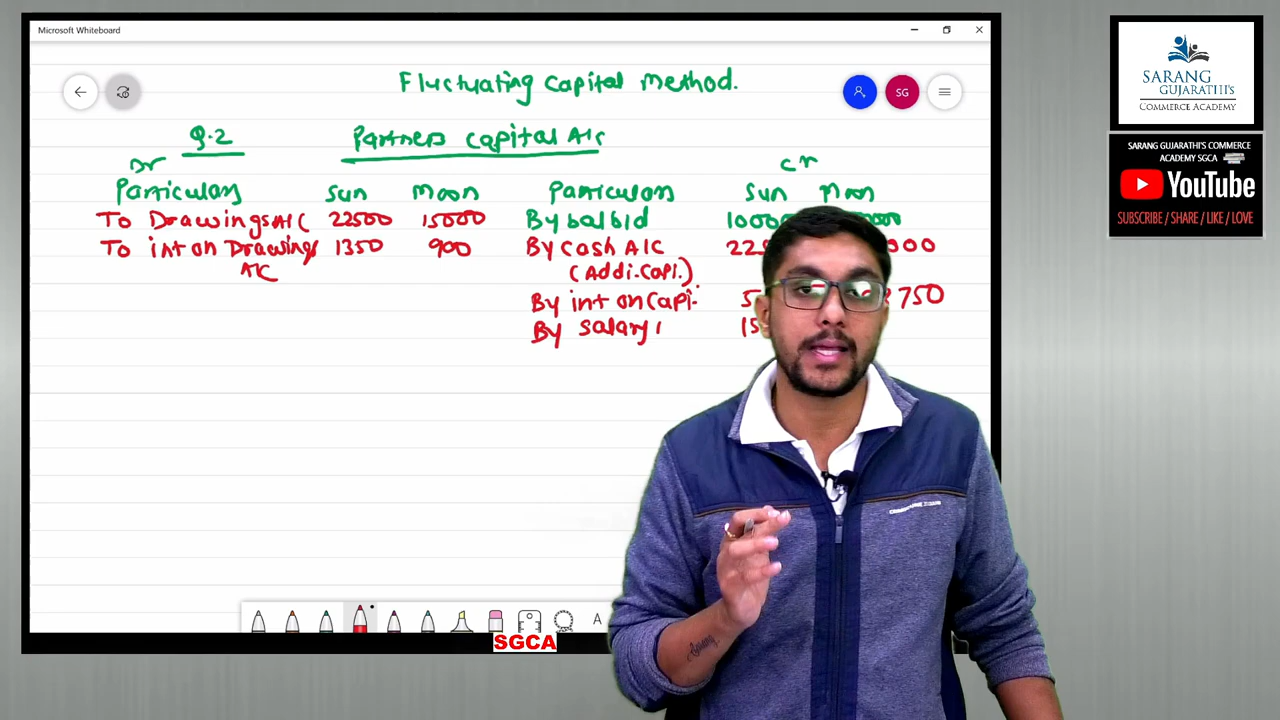 Microsoft Whiteboard
Fluctuating Capital Method.
SG
Q.2 Partners Capital A/c
Dr Cr
Particulars Sun Moon Particulars Sun Moon
To Drawings A/C 22500 15000 By bal b/d
To int on Drawings A/C 1350 900 By Cash A/C
(Addi. Capi.)
By int on Capi. 750
By Salary
SGCA
SARANG
GUJARATHI'S
COMMERCE ACADEMY
SARANG GUJARATHI'S COMMERCE
ACADEMY SGCA
YouTube
SUBSCRIBE / SHARE / LIKE / LOVE